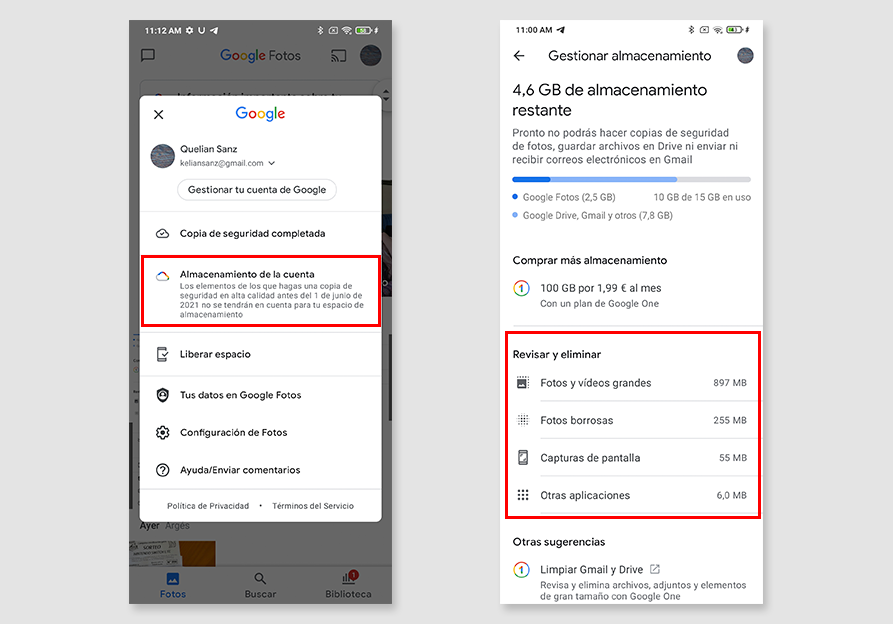 11:12 AM
Google Fotos
Google
Quelian Sanz
keliansanz@gmail.com
Gestionar tu cuenta de Google
Copia de seguridad completada
Almacenamiento de la cuenta
Los elementos de los que hagas una copia de
seguridad en alta calidad antes del 1 de junio de
2021 no se tendrán en cuenta para tu espacio de
almacenamiento
Liberar espacio
Tus datos en Google Fotos
Configuración de Fotos
Ayuda/Enviar comentarios
Política de Privacidad • Términos del Servicio
Ayer Argés
Fotos
Buscar
1
Biblioteca
11:00 AM
Gestionar almacenamiento
4,6 GB de almacenamiento
restante
Pronto no podrás hacer copias de seguridad
de fotos, guardar archivos en Drive ni enviar ni
recibir correos electrónicos en Gmail
Google Fotos (2,5 GB) 10 GB de 15 GB en uso
Google Drive, Gmail y otros (7,8 GB)
Comprar más almacenamiento
1 100 GB por 1,99 € al mes
Con un plan de Google One
Revisar y eliminar
Fotos y vídeos grandes 897 MB
Fotos borrosas 255 MB
Capturas de pantalla 55 MB
Otras aplicaciones 6,0 MB
Otras sugerencias
1 Limpiar Gmail y Drive
Revisa y elimina archivos, adjuntos y elementos
de gran tamaño con Google One